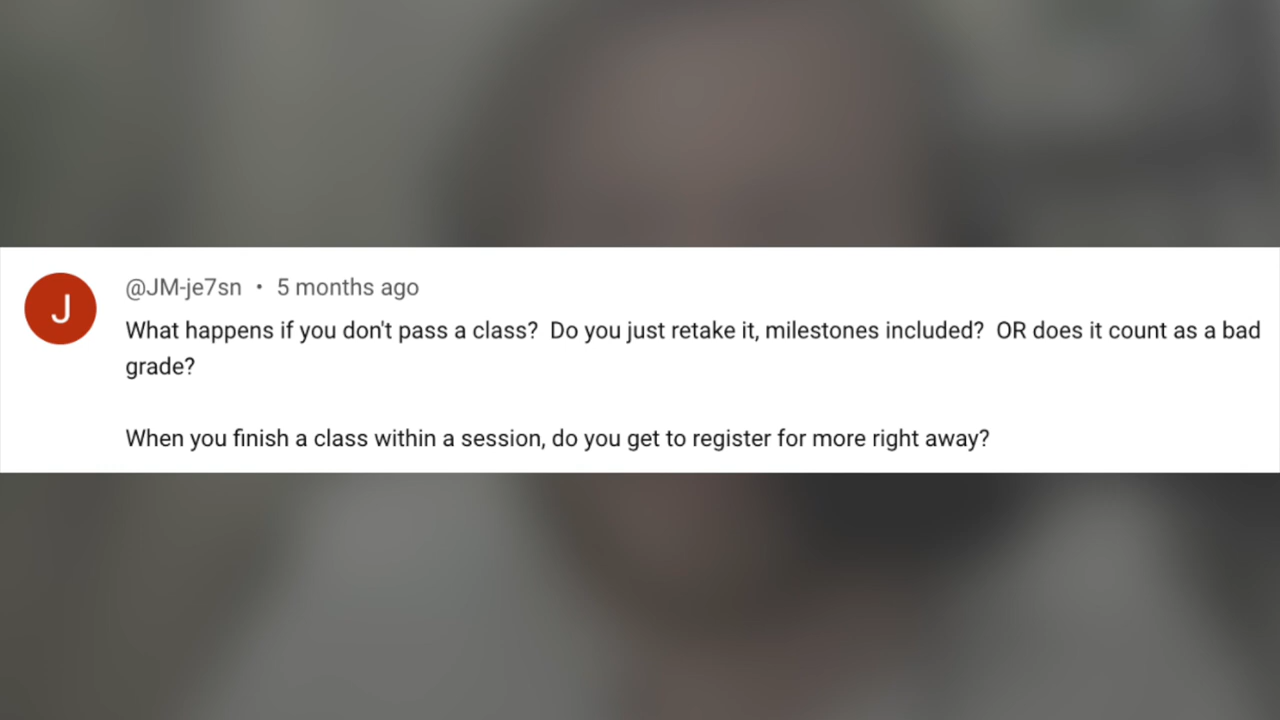 J
@JM-je7sn • 5 months ago
What happens if you don't pass a class?  Do you just retake it, milestones included?  OR does it count as a bad
grade?
When you finish a class within a session, do you get to register for more right away?